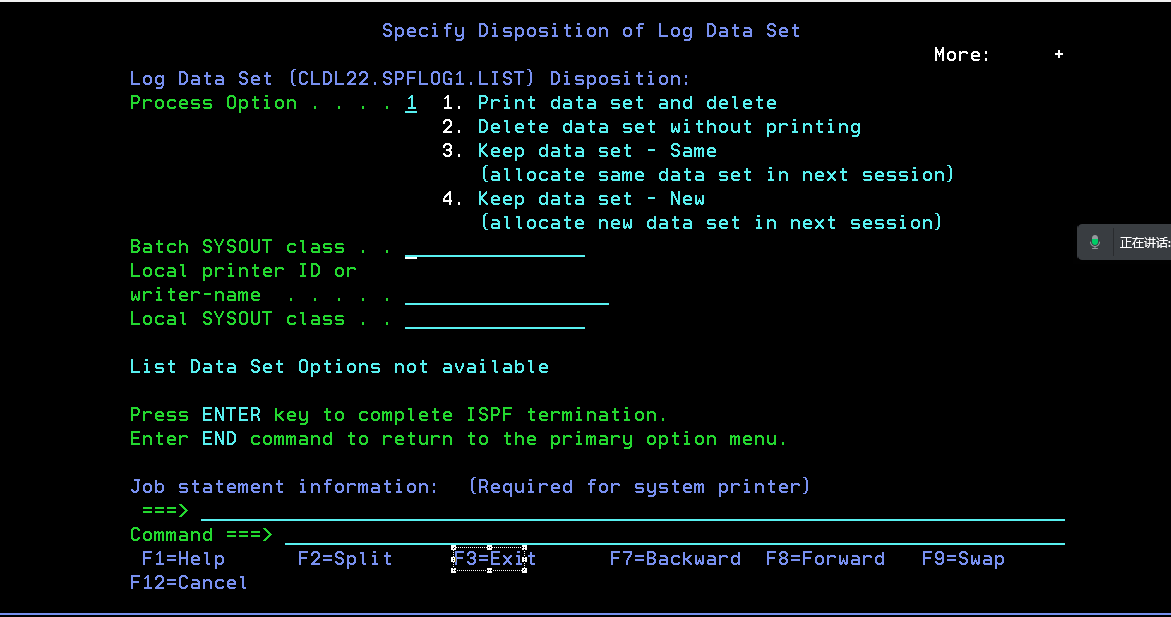 Specify Disposition of Log Data Set
More:     +
Log Data Set (CLDL22.SPFLOG1.LIST) Disposition:
Process Option . . . . 1  1. Print data set and delete
2. Delete data set without printing
3. Keep data set - Same
(allocate same data set in next session)
4. Keep data set - New
(allocate new data set in next session)
正在讲话:
Batch SYSOUT class . .
Local printer ID or
writer-name  . . . . .
Local SYSOUT class . .
List Data Set Options not available
Press ENTER key to complete ISPF termination.
Enter END command to return to the primary option menu.
Job statement information:  (Required for system printer)
===>
Command ===>
F1=Help      F2=Split     F3=Exit      F7=Backward  F8=Forward   F9=Swap
F12=Cancel